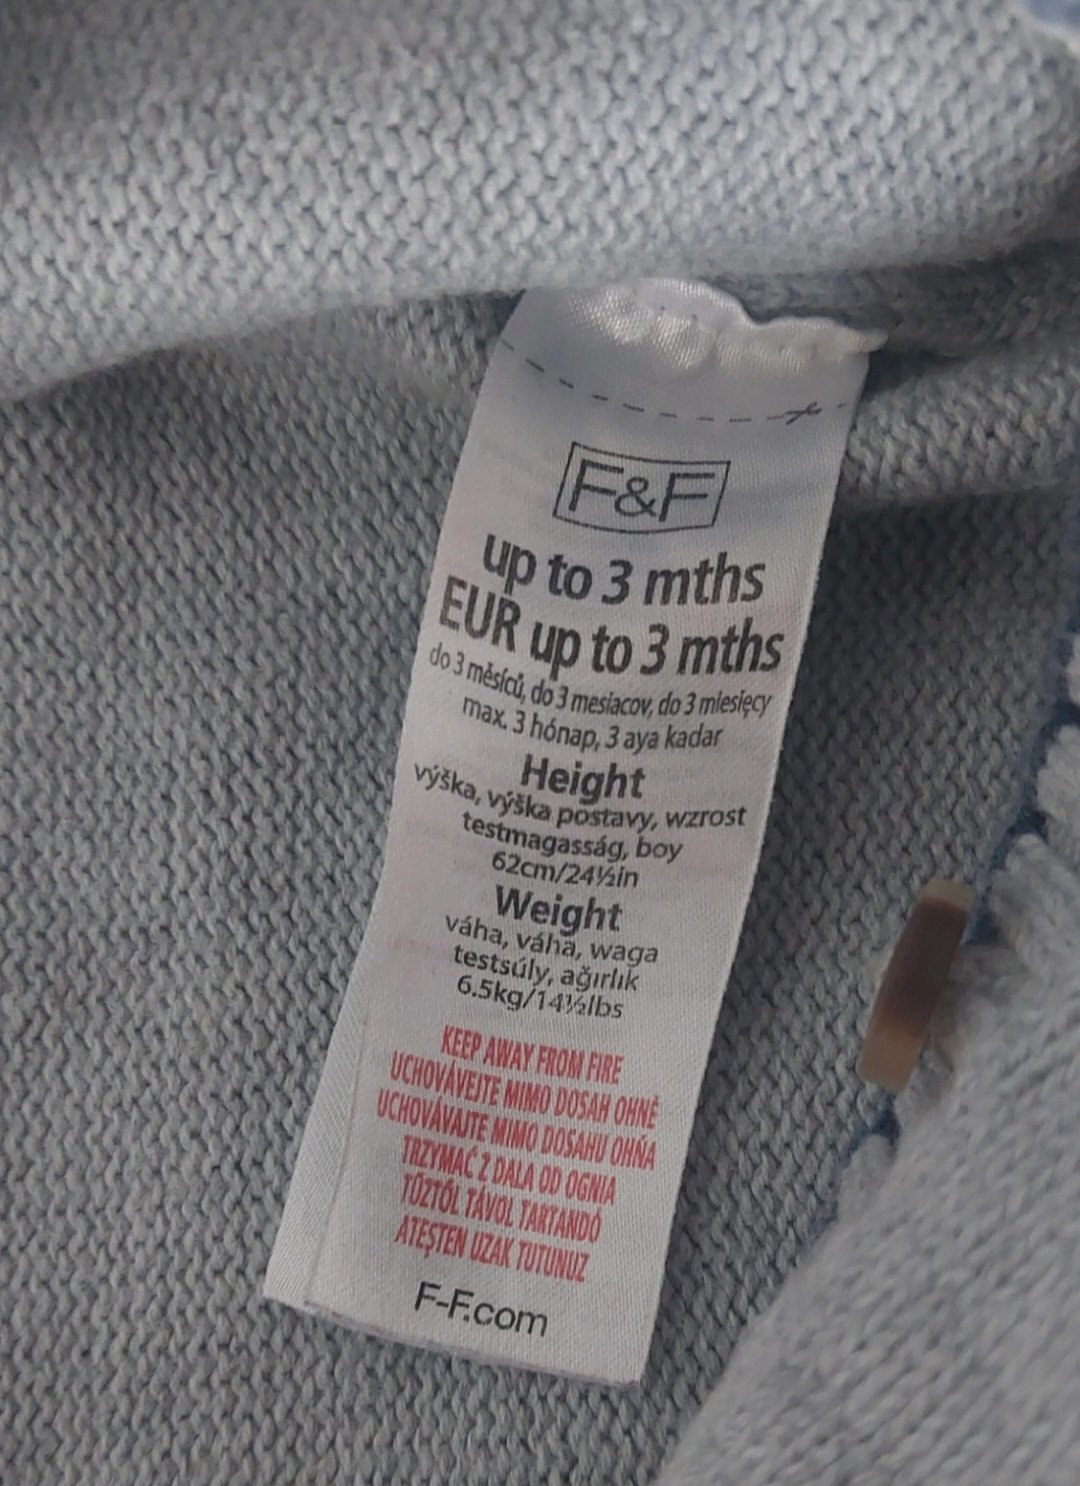 F&F
up to 3 mths
EUR up to 3 mths
do 3 měsíců, do 3 mesiacov, do 3 miesięcy
max. 3 hónap, 3 aya kadar
Height
výška, výška postavy, wzrost
testmagasság, boy
62cm/24½in
Weight
váha, váha, waga
testsúly, ağırlık
6.5kg/14½lbs
KEEP AWAY FROM FIRE
UCHOVÁVEJTE MIMO DOSAH OHNĚ
UCHOVÁVAJTE MIMO DOSAHU OHŇA
TRZYMAĆ Z DALA OD OGNIA
TŰZTŐL TÁVOL TARTANDÓ
ATEŞTEN UZAK TUTUNUZ
F-F.com